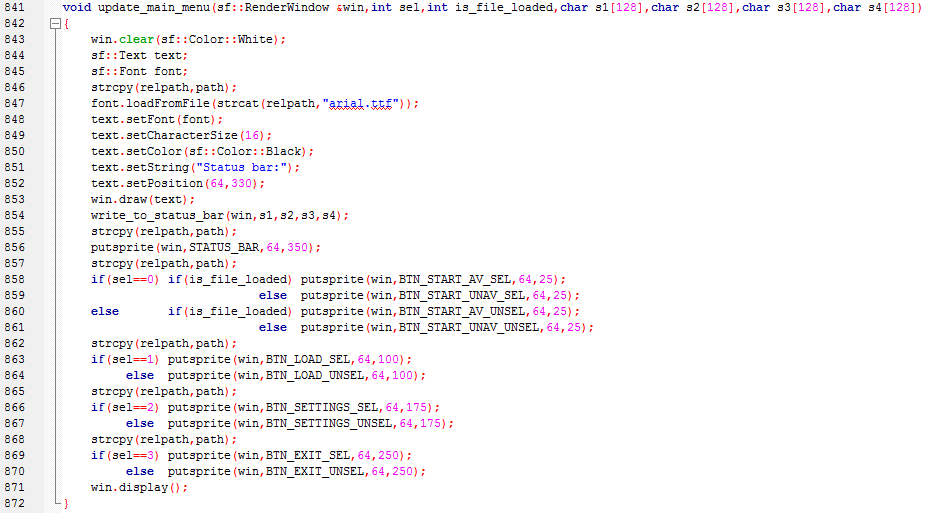 841 void update_main_menu(sf::RenderWindow &win,int sel,int is_file_loaded,char s1[128],char s2[128],char s3[128],char s4[128])
842 {
843 win.clear(sf::Color::White);
844 sf::Text text;
845 sf::Font font;
846 strcpy(relpath,path);
847 font.loadFromFile(strcat(relpath,"arial.ttf"));
848 text.setFont(font);
849 text.setCharacterSize(16);
850 text.setColor(sf::Color::Black);
851 text.setString("Status bar:");
852 text.setPosition(64,330);
853 win.draw(text);
854 write_to_status_bar(win,s1,s2,s3,s4);
855 strcpy(relpath,path);
856 putsprite(win,STATUS_BAR,64,350);
857 strcpy(relpath,path);
858 if(sel==0) if(is_file_loaded) putsprite(win,BTN_START_AV_SEL,64,25);
859 else putsprite(win,BTN_START_UNAV_SEL,64,25);
860 else if(is_file_loaded) putsprite(win,BTN_START_AV_UNSEL,64,25);
861 else putsprite(win,BTN_START_UNAV_UNSEL,64,25);
862 strcpy(relpath,path);
863 if(sel==1) putsprite(win,BTN_LOAD_SEL,64,100);
864 else putsprite(win,BTN_LOAD_UNSEL,64,100);
865 strcpy(relpath,path);
866 if(sel==2) putsprite(win,BTN_SETTINGS_SEL,64,175);
867 else putsprite(win,BTN_SETTINGS_UNSEL,64,175);
868 strcpy(relpath,path);
869 if(sel==3) putsprite(win,BTN_EXIT_SEL,64,250);
870 else putsprite(win,BTN_EXIT_UNSEL,64,250);
871 win.display();
872 }